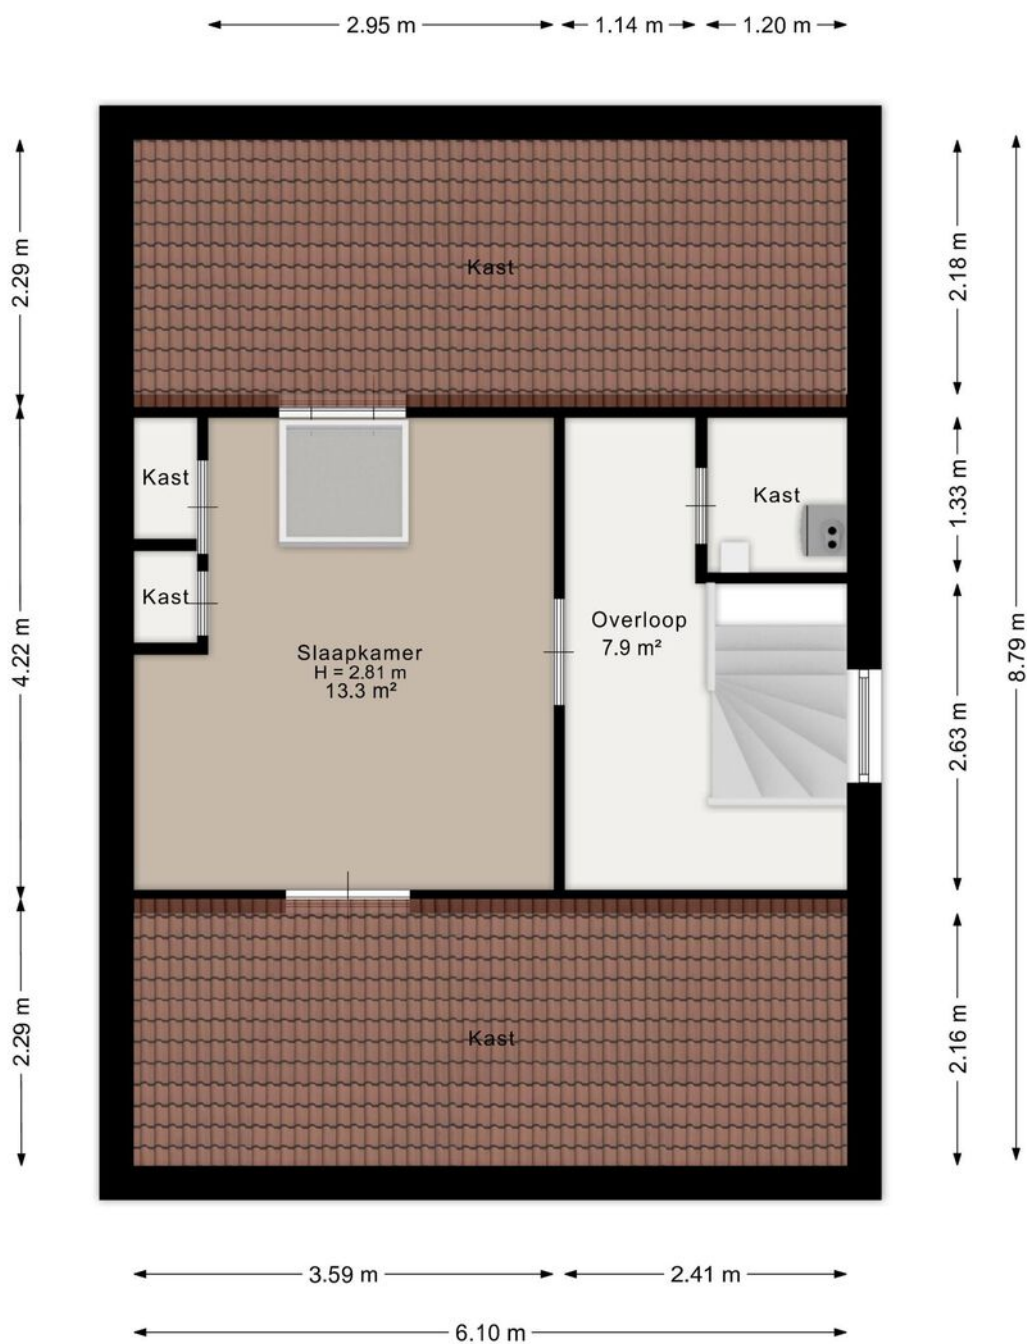 2.95 m
1.14 m
1.20 m
2.29 m
2.18 m
Kast
8.79 m
4.22 m
1.33 m
Kast
Kast
Kast
Overloop
7.9 m²
Slaapkamer
H = 2.81 m
13.3 m²
2.63 m
2.29 m
2.16 m
Kast
3.59 m
2.41 m
6.10 m